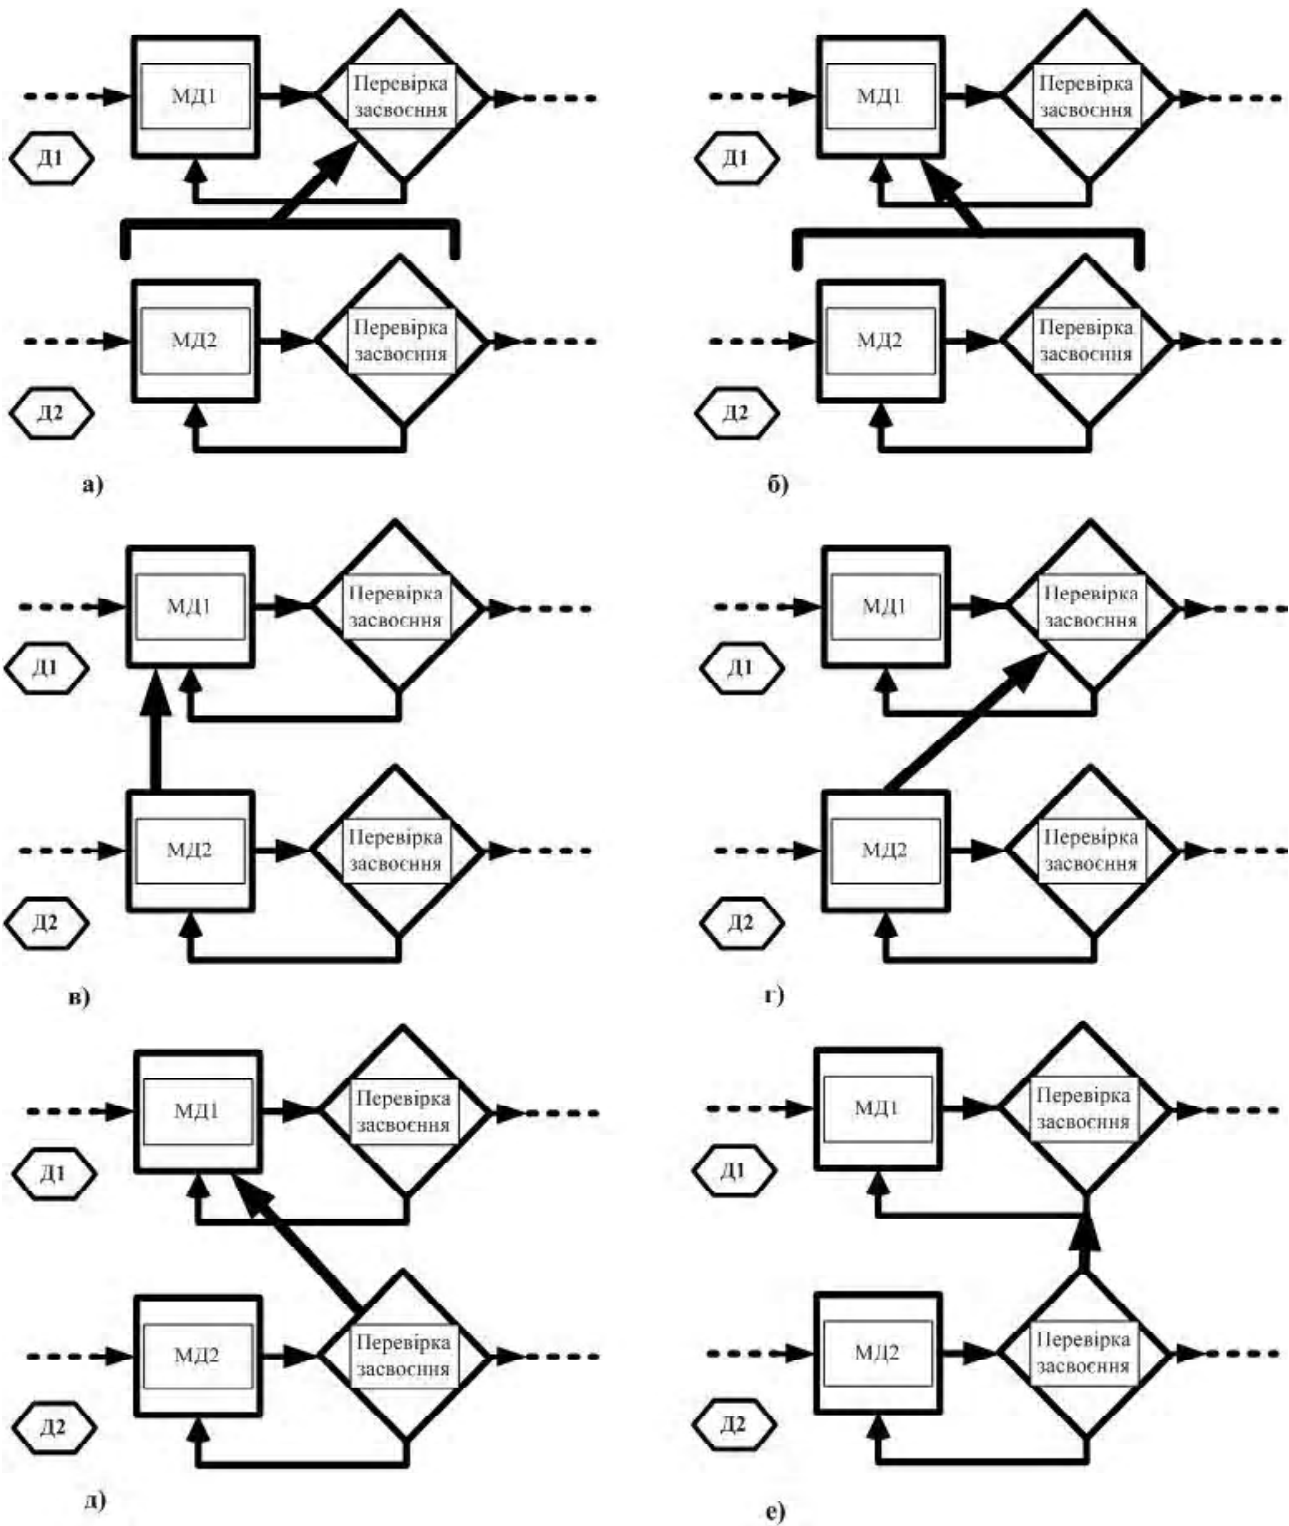 МД1
Перевірка
засвоєння
Д1
МД2
Перевірка
засвоєння
Д2
а)
МД1
Перевірка
засвоєння
Д1
МД2
Перевірка
засвоєння
Д2
б)
МД1
Перевірка
засвоєння
Д1
МД2
Перевірка
засвоєння
Д2
в)
МД1
Перевірка
засвоєння
Д1
МД2
Перевірка
засвоєння
Д2
г)
МД1
Перевірка
засвоєння
Д1
МД2
Перевірка
засвоєння
Д2
д)
МД1
Перевірка
засвоєння
Д1
МД2
Перевірка
засвоєння
Д2
е)